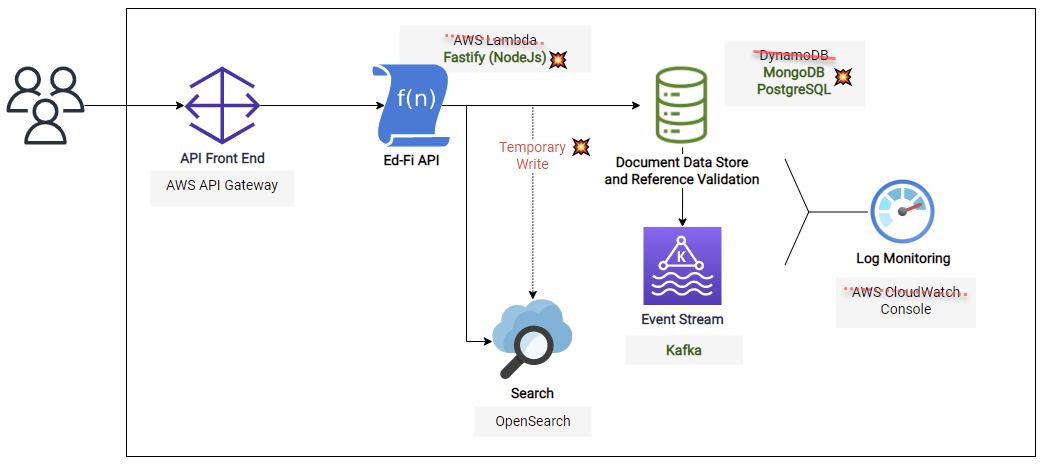 AWS Lambda
Fastify (NodeJs)
f(n)
Ed-Fi API
API Front End
AWS API Gateway
Temporary
Write
DynamoDB
MongoDB
PostgreSQL
Document Data Store
and Reference Validation
K
Event Stream
Kafka
Search
OpenSearch
Log Monitoring
AWS CloudWatch
Console